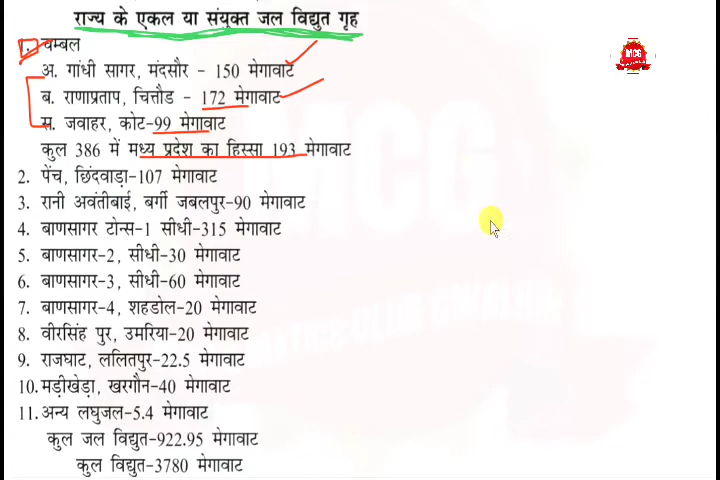 राज्य के एकल या संयुक्त जल विद्युत गृह
1. चम्बल
अ. गांधी सागर, मंदसौर - 150 मेगावाट
ब. राणाप्रताप, चित्तौड - 172 मेगावाट
स. जवाहर, कोट-99 मेगावाट
कुल 386 में मध्य प्रदेश का हिस्सा 193 मेगावाट
2. पेंच, छिंदवाड़ा-107 मेगावाट
3. रानी अवंतीबाई, बर्गी जबलपुर-90 मेगावाट
4. बाणसागर टोन्स-1 सीधी-315 मेगावाट
5. बाणसागर-2, सीधी-30 मेगावाट
6. बाणसागर-3, सीधी-60 मेगावाट
7. बाणसागर-4, शहडोल-20 मेगावाट
8. वीरसिंह पुर, उमरिया-20 मेगावाट
9. राजघाट, ललितपुर-22.5 मेगावाट
10. मड़ीखेड़ा, खरगौन-40 मेगावाट
11. अन्य लघुजल-5.4 मेगावाट
कुल जल विद्युत-922.95 मेगावाट
कुल विद्युत-3780 मेगावाट
MCG